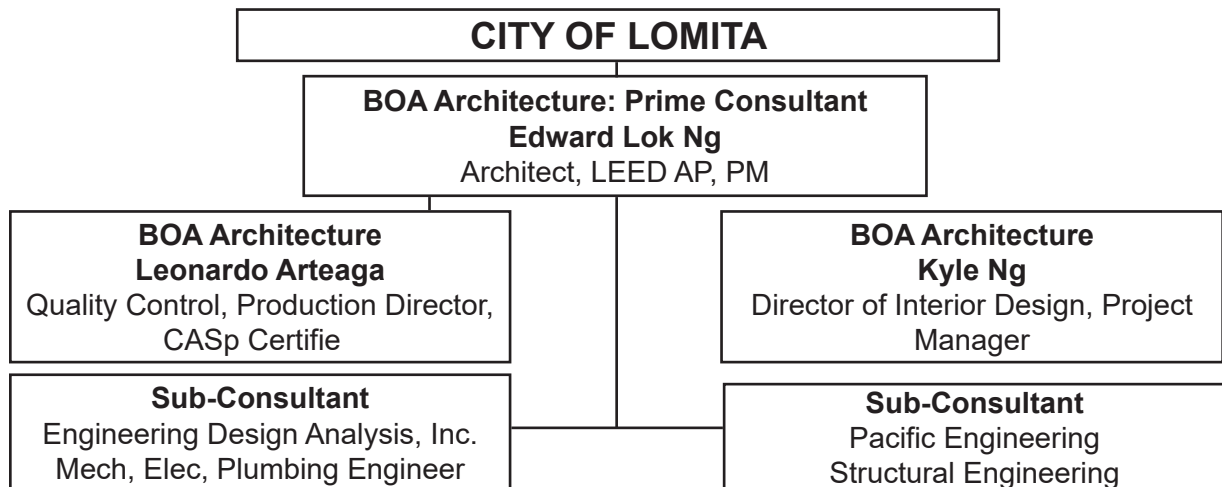 CITY OF LOMITA
BOA Architecture: Prime Consultant
Edward Lok Ng
Architect, LEED AP, PM
BOA Architecture
Leonardo Arteaga
Quality Control, Production Director,
CASp Certifie
BOA Architecture
Kyle Ng
Director of Interior Design, Project
Manager
Sub-Consultant
Engineering Design Analysis, Inc.
Mech, Elec, Plumbing Engineer
Sub-Consultant
Pacific Engineering
Structural Engineering